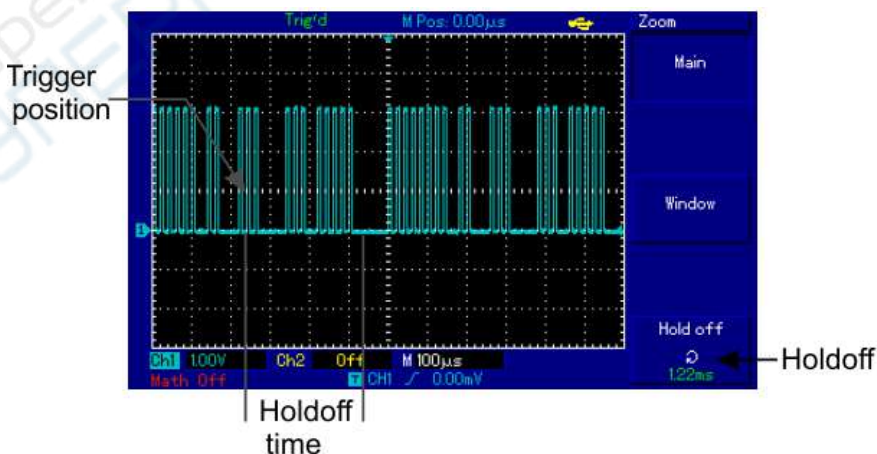 Trig'd M Pos: 0.00μs Zoom
Main
Trigger
position
Window
1
Hold off
1.22ms
Holdoff
Ch1 1.00V Ch2 Off M 100μs
Math Off T CH1 0.00mV
Holdoff
time